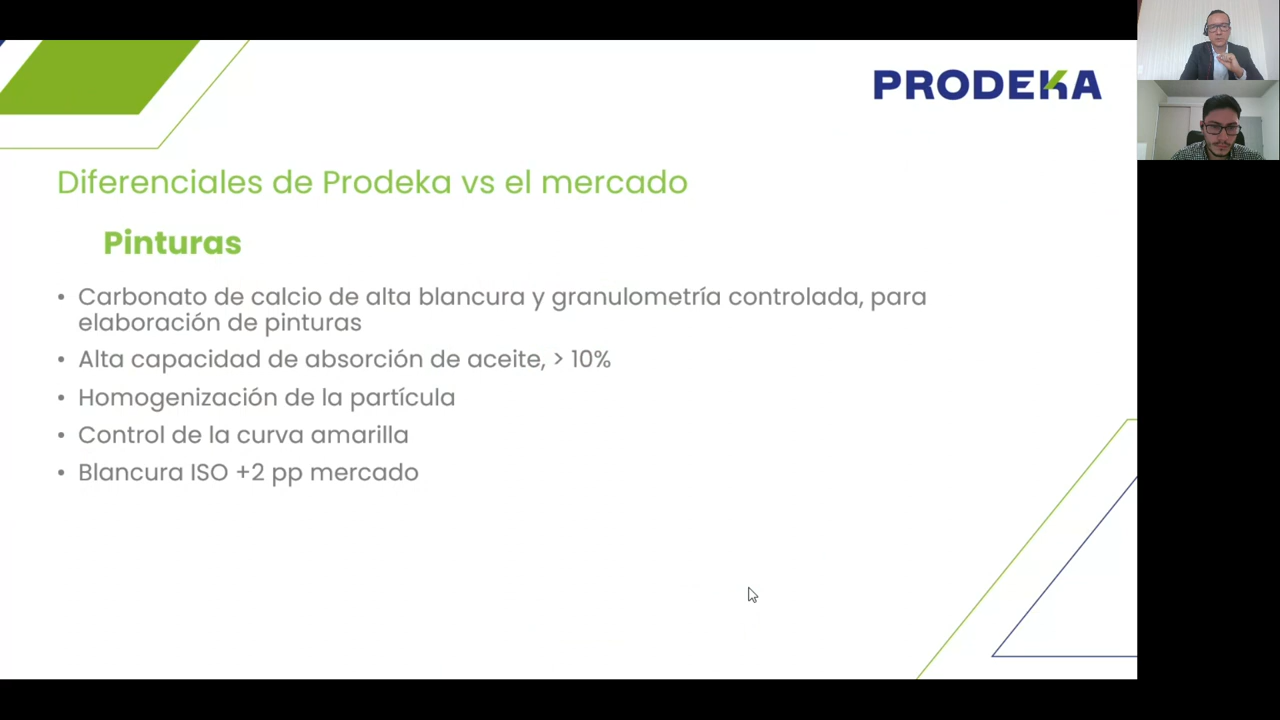 PRODEKA
Diferenciales de Prodeka vs el mercado
Pinturas
• Carbonato de calcio de alta blancura y granulometría controlada, para
elaboración de pinturas
• Alta capacidad de absorción de aceite, > 10%
• Homogenización de la partícula
• Control de la curva amarilla
• Blancura ISO +2 pp mercado